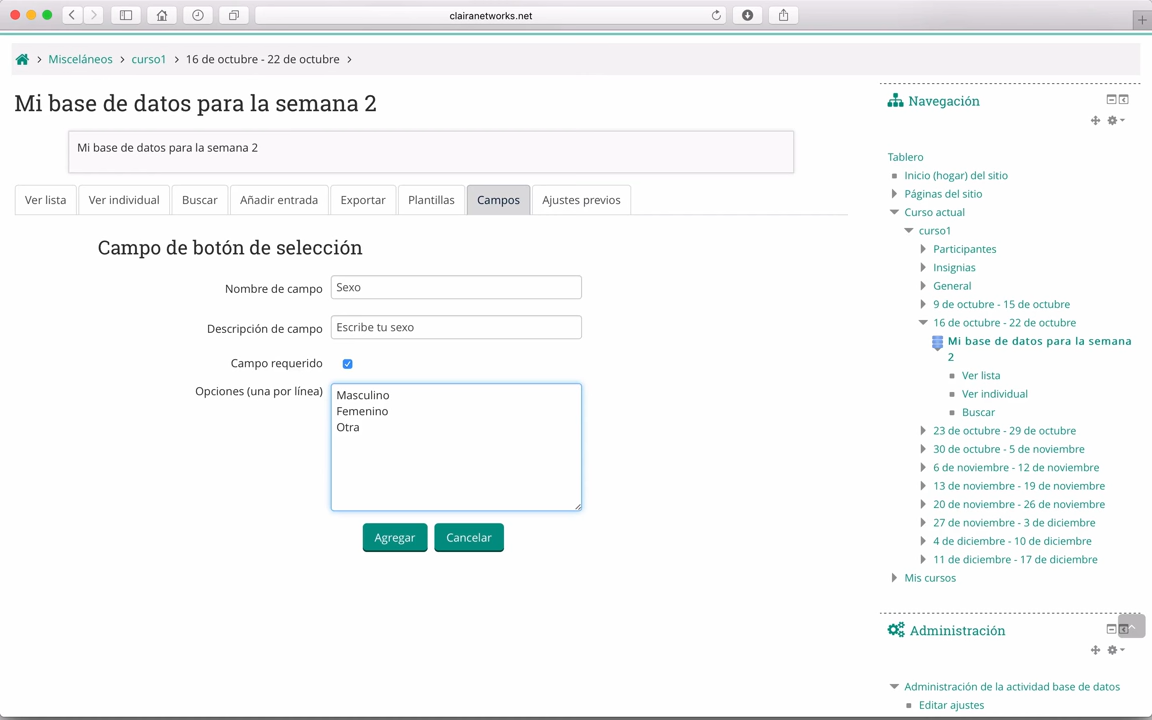 clairanetworks.net
Misceláneos
curso1
16 de octubre - 22 de octubre
Mi base de datos para la semana 2
Mi base de datos para la semana 2
Ver lista
Ver individual
Buscar
Añadir entrada
Exportar
Plantillas
Campos
Ajustes previos
Campo de botón de selección
Nombre de campo
Sexo
Descripción de campo
Escribe tu sexo
Campo requerido
Opciones (una por línea)
Masculino
Femenino
Otra
Agregar
Cancelar
Navegación
Tablero
Inicio (hogar) del sitio
Páginas del sitio
Curso actual
curso1
Participantes
Insignias
General
9 de octubre - 15 de octubre
16 de octubre - 22 de octubre
Mi base de datos para la semana
2
Ver lista
Ver individual
Buscar
23 de octubre - 29 de octubre
30 de octubre - 5 de noviembre
6 de noviembre - 12 de noviembre
13 de noviembre - 19 de noviembre
20 de noviembre - 26 de noviembre
27 de noviembre - 3 de diciembre
4 de diciembre - 10 de diciembre
11 de diciembre - 17 de diciembre
Mis cursos
Administración
Administración de la actividad base de datos
Editar ajustes